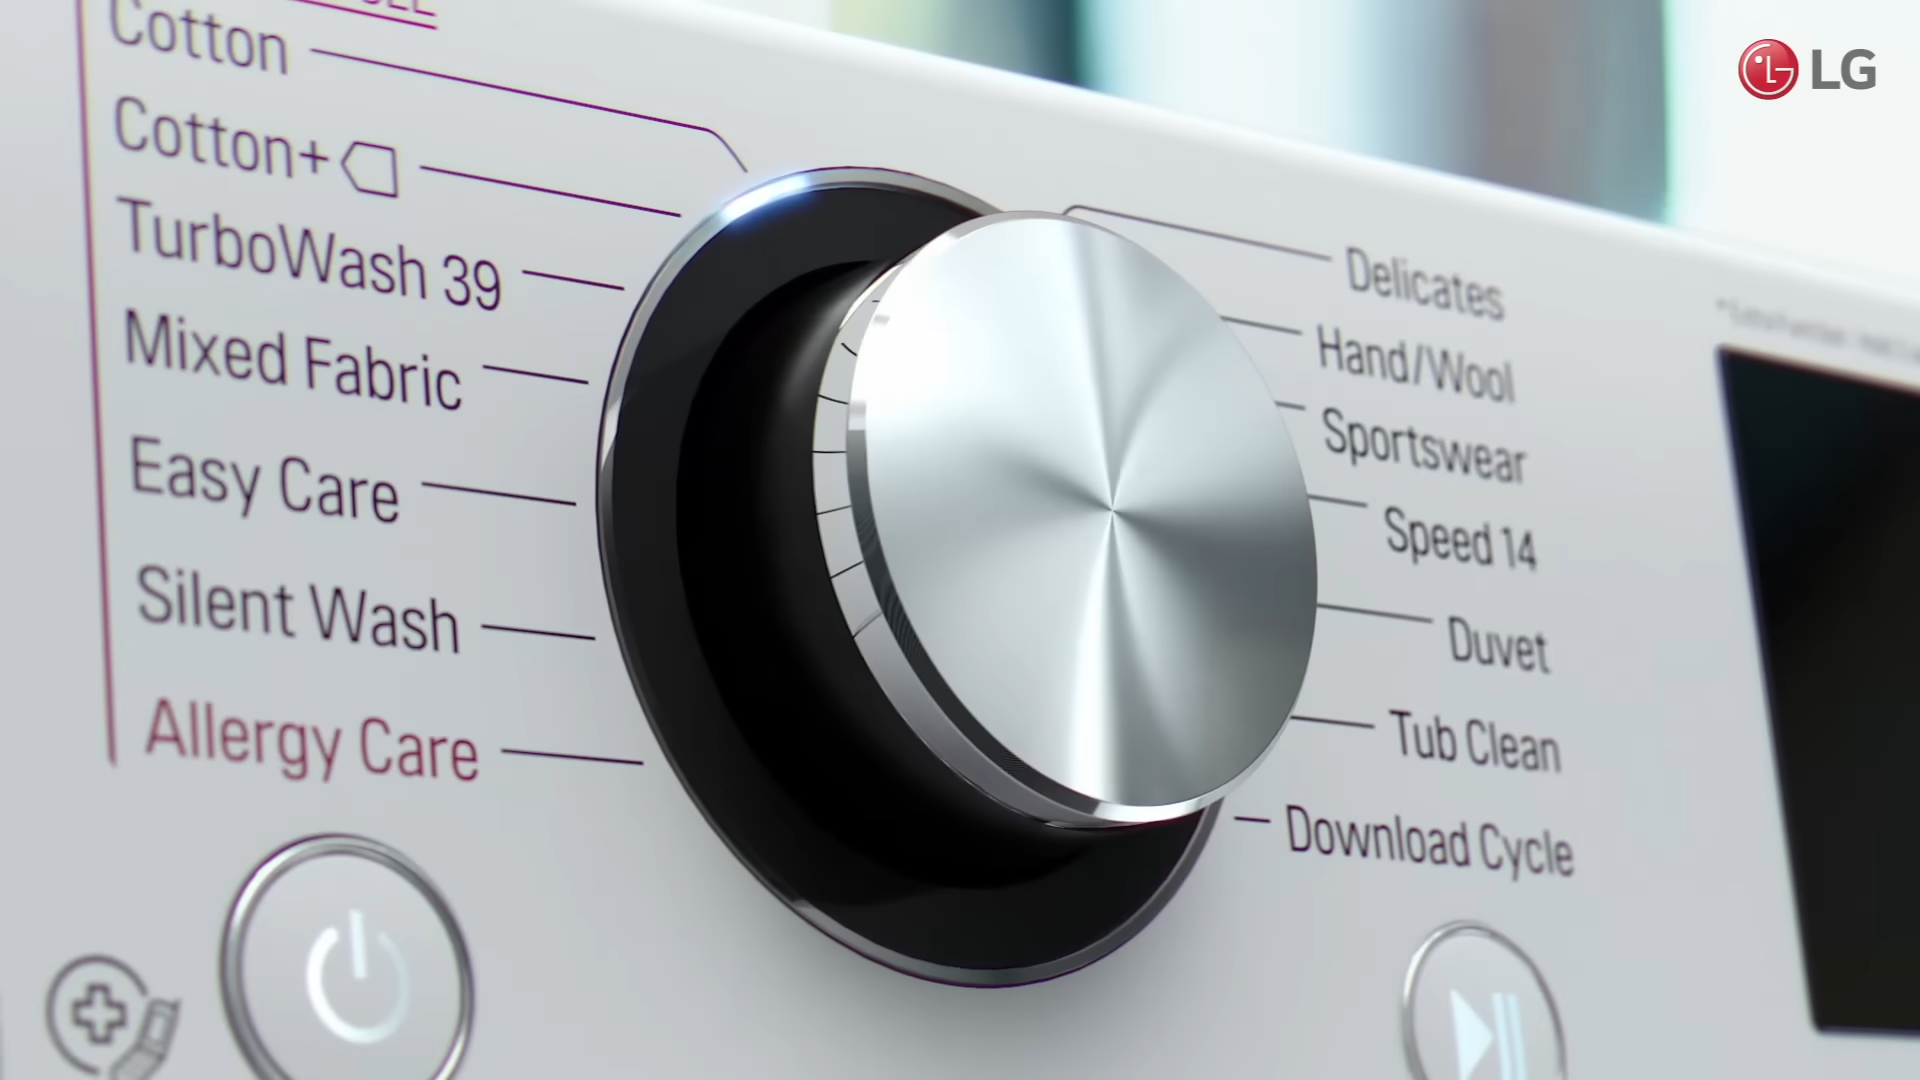 LG
Cotton
Cotton+
TurboWash 39
Mixed Fabric
Easy Care
Silent Wash
Allergy Care
Delicates
Hand/Wool
Sportswear
Speed 14
Duvet
Tub Clean
Download Cycle